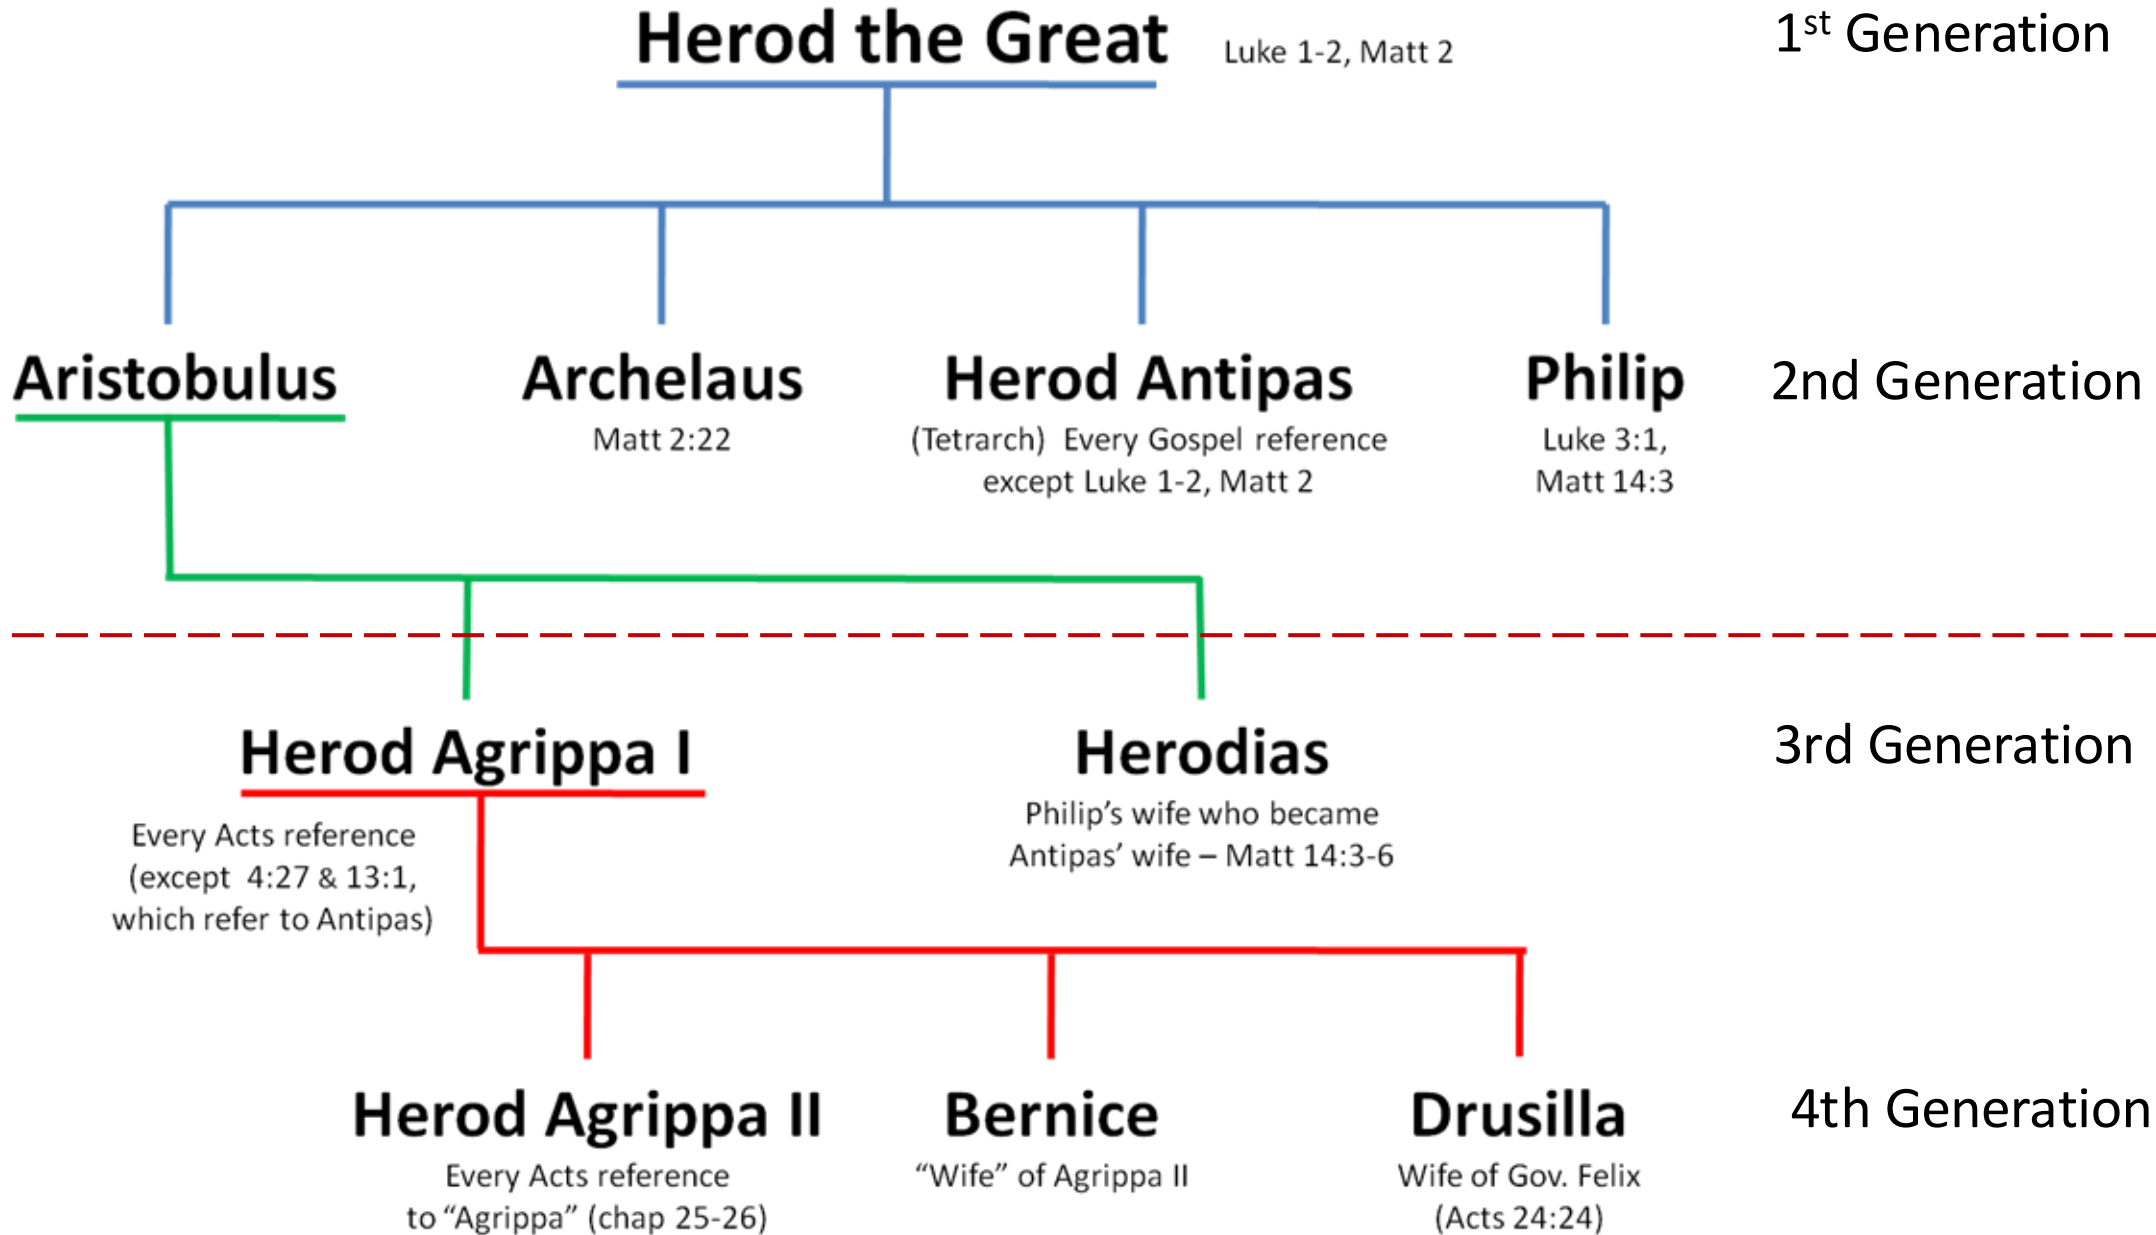 Herod the Great
Luke 1-2, Matt 2
1st Generation
Aristobulus
Archelaus
Matt 2:22
Herod Antipas
(Tetrarch)  Every Gospel reference
except Luke 1-2, Matt 2
Philip
Luke 3:1,
Matt 14:3
2nd Generation
Herod Agrippa I
Every Acts reference
(except  4:27 & 13:1,
which refer to Antipas)
Herodias
Philip’s wife who became
Antipas’ wife – Matt 14:3-6
3rd Generation
Herod Agrippa II
Every Acts reference
to “Agrippa” (chap 25-26)
Bernice
“Wife” of Agrippa II
Drusilla
Wife of Gov. Felix
(Acts 24:24)
4th Generation